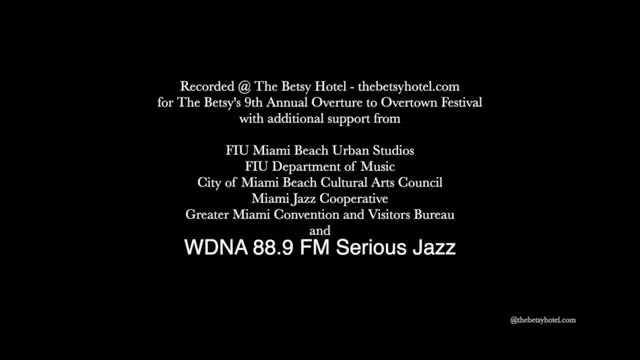 Recorded @ The Betsy Hotel - thebetsyhotel.com
for The Betsy's 9th Annual Overture to Overtown Festival
with additional support from
FIU Miami Beach Urban Studios
FIU Department of Music
City of Miami Beach Cultural Arts Council
Miami Jazz Cooperative
Greater Miami Convention and Visitors Bureau
and
WDNA 88.9 FM Serious Jazz
@thebetsyhotel.com